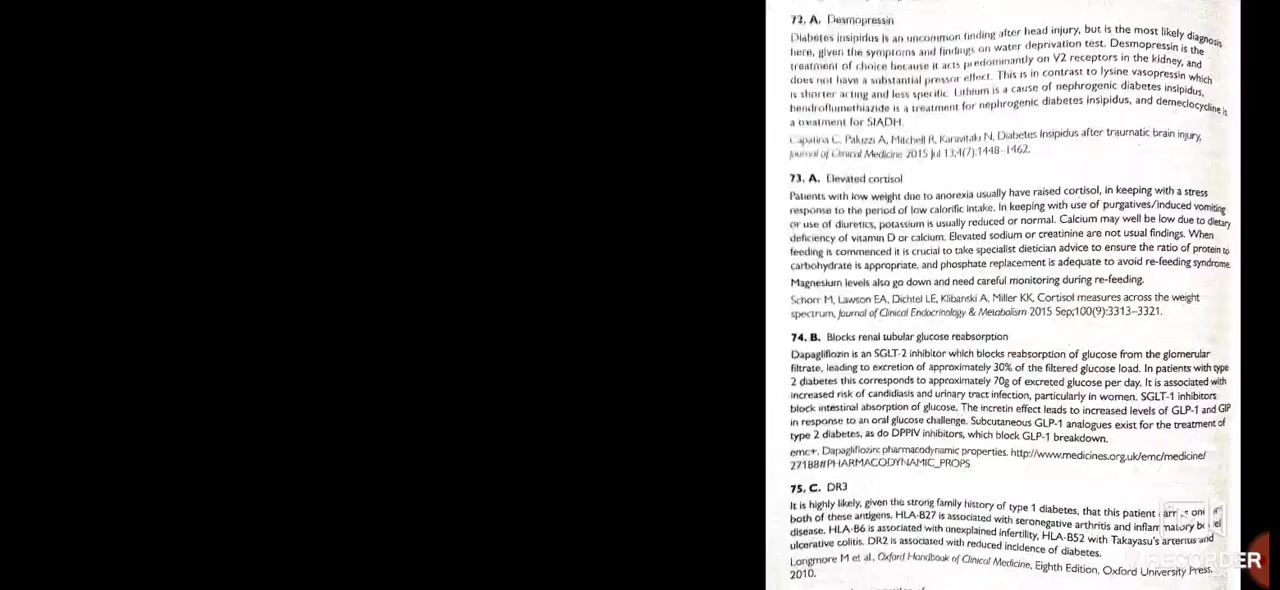 72. A. Desmopressin
Diabetes insipidus is an uncommon finding after head injury, but is the most likely diagnosis
here, given the symptoms and findings on water deprivation test. Desmopressin is the
treatment of choice because it acts predominantly on V2 receptors in the kidney, and
does not have a substantial pressor effect. This is in contrast to lysine vasopressin which
is shorter acting and less specific. Lithium is a cause of nephrogenic diabetes insipidus,
bendroflumethiazide is a treatment for nephrogenic diabetes insipidus, and demeclocycline is
a treatment for SIADH.
Capatina C, Paluzzi A, Mitchell R, Karavitaki N, Diabetes Insipidus after traumatic brain injury,
Journal of Clinical Medicine 2015 Jul 13;4(7):1448–1462.
73. A. Elevated cortisol
Patients with low weight due to anorexia usually have raised cortisol, in keeping with a stress
response to the period of low calorific intake. In keeping with use of purgatives/induced vomiting
or use of diuretics, potassium is usually reduced or normal. Calcium may well be low due to dietary
deficiency of vitamin D or calcium. Elevated sodium or creatinine are not usual findings. When
feeding is commenced it is crucial to take specialist dietician advice to ensure the ratio of protein to
carbohydrate is appropriate, and phosphate replacement is adequate to avoid re-feeding syndrome.
Magnesium levels also go down and need careful monitoring during re-feeding.
Schorr M, Lawson EA, Dichtel LE, Klibanski A, Miller KK, Cortisol measures across the weight
spectrum, Journal of Clinical Endocrinology & Metabolism 2015 Sep;100(9):3313–3321.
74. B. Blocks renal tubular glucose reabsorption
Dapagliflozin is an SGLT-2 inhibitor which blocks reabsorption of glucose from the glomerular
filtrate, leading to excretion of approximately 30% of the filtered glucose load. In patients with type
2 diabetes this corresponds to approximately 70g of excreted glucose per day. It is associated with
increased risk of candidiasis and urinary tract infection, particularly in women. SGLT-1 inhibitors
block intestinal absorption of glucose. The incretin effect leads to increased levels of GLP-1 and GIP
in response to an oral glucose challenge. Subcutaneous GLP-1 analogues exist for the treatment of
type 2 diabetes, as do DPPIV inhibitors, which block GLP-1 breakdown.
emc+, Dapagliflozin: pharmacodynamic properties. http://www.medicines.org.uk/emc/medicine/
27188#PHARMACODYNAMIC_PROPS
75. C. DR3
It is highly likely, given the strong family history of type 1 diabetes, that this patient
both of these antigens. HLA-B27 is associated with seronegative arthritis and inflammatory
disease. HLA-B6 is associated with unexplained infertility, HLA-B52 with Takayasu's arteritis and
ulcerative colitis. DR2 is associated with reduced incidence of diabetes.
Longmore M et al., Oxford Handbook of Clinical Medicine, Eighth Edition, Oxford University Press,
2010.
RECORDER